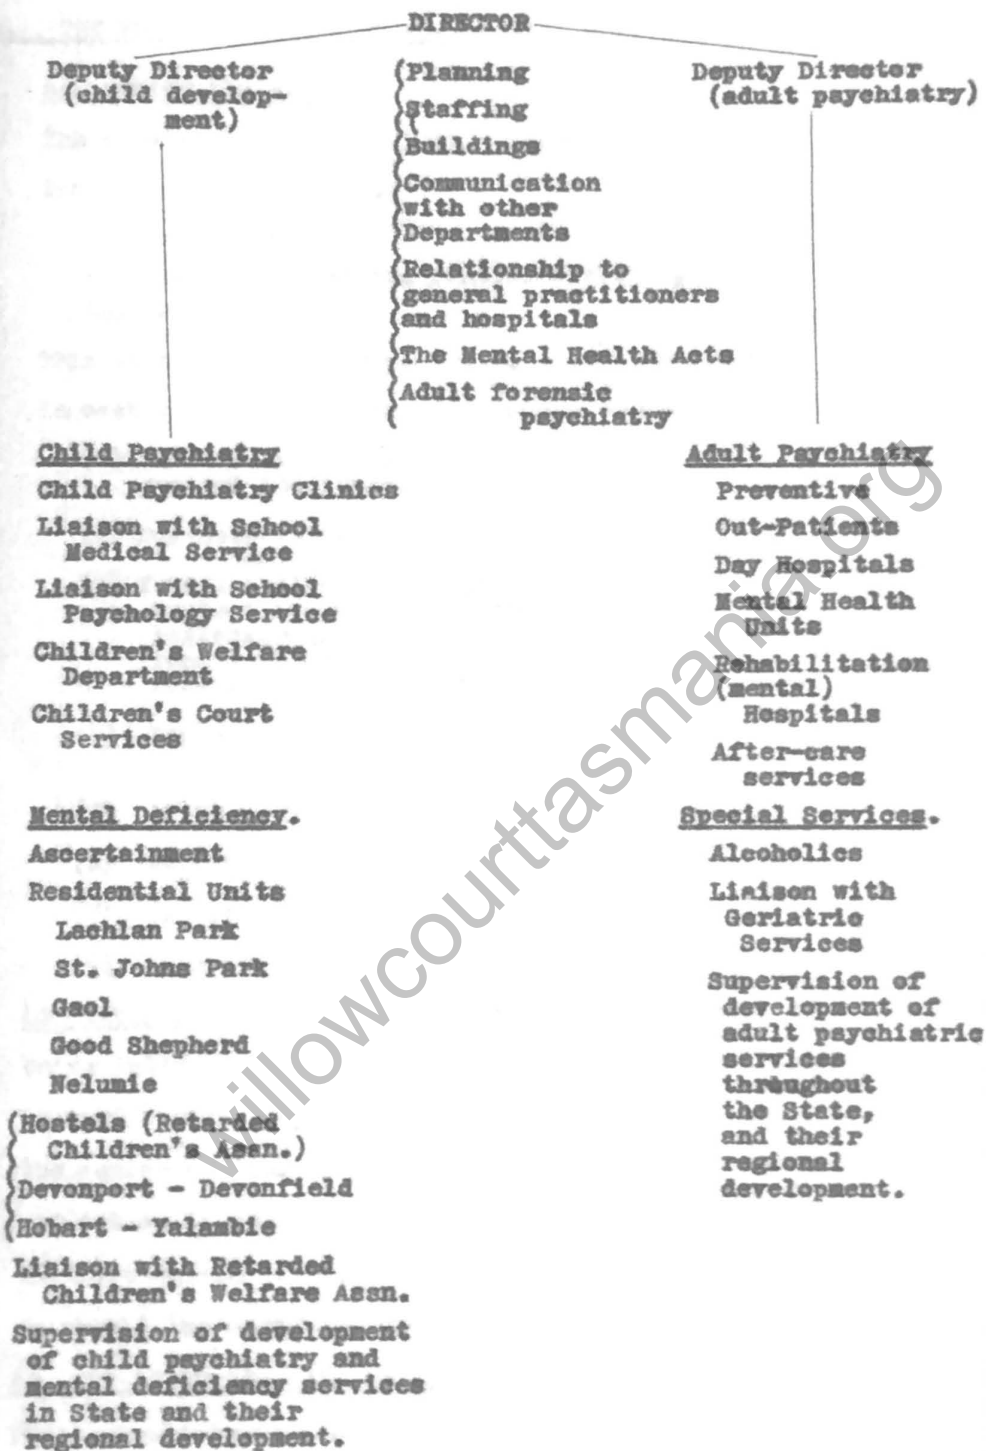 DIRECTOR
Deputy Director
(child develop-
ment)
(Planning
(Staffing
(Buildings
(Communication
with other
Departments
(Relationship to
general practitioners
and hospitals
(The Mental Health Acts
(Adult forensic
psychiatry
Deputy Director
(adult psychiatry)
Child Psychiatry
Child Psychiatry Clinics
Liaison with School
Medical Service
Liaison with School
Psychology Service
Children's Welfare
Department
Children's Court
Services
Mental Deficiency.
Ascertainment
Residential Units
Lachlan Park
St. Johns Park
Gaol
Good Shepherd
Nelumie
(Hostels (Retarded
Children's Assn.)
(Devonport - Devonfield
(Hobart - Yalambie
Liaison with Retarded
Children's Welfare Assn.
Supervision of development
of child psychiatry and
mental deficiency services
in State and their
regional development.
Adult Psychiatry
Preventive
Out-Patients
Day Hospitals
Mental Health
Units
Rehabilitation
(mental)
Hospitals
After-care
services
Special Services.
Alcoholics
Liaison with
Geriatric
Services
Supervision of
development of
adult psychiatric
services
throughout
the State,
and their
regional
development.
willowcourttasmania.org